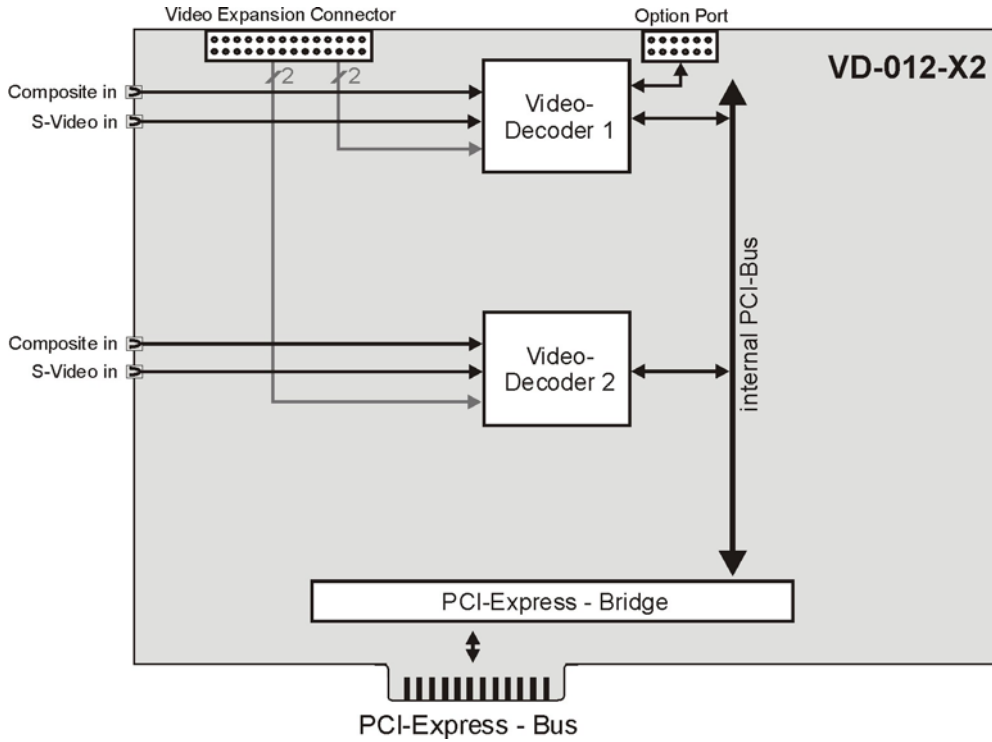 Video Expansion Connector
Option Port
VD-012-X2
2
2
Composite in
S-Video in
Video-
Decoder 1
internal PCI-Bus
Composite in
S-Video in
Video-
Decoder 2
PCI-Express - Bridge
PCI-Express - Bus